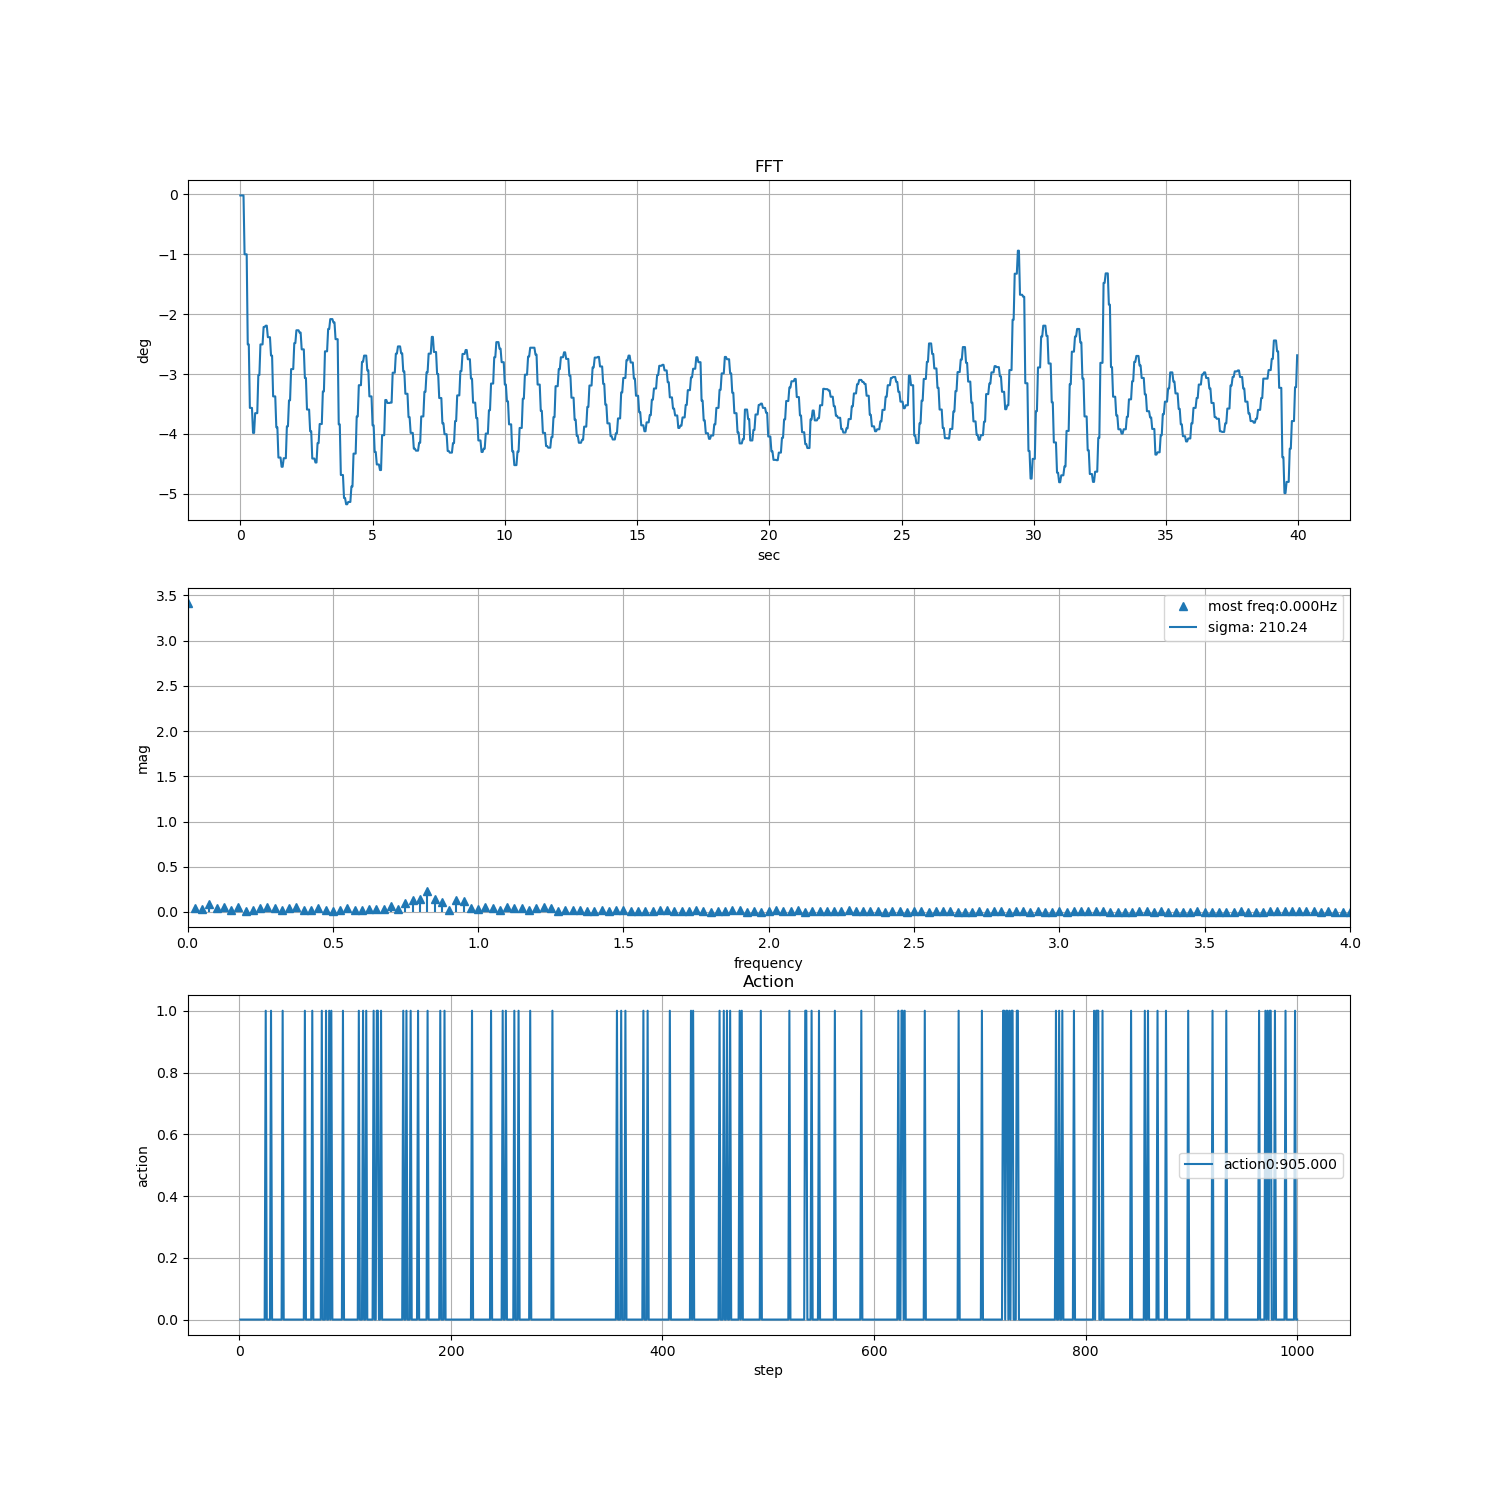 FFT
0
−1
−2
−3
−4
−5
deg
0 5 10 15 20 25 30 35 40
sec
3.5
3.0
2.5
2.0
1.5
1.0
0.5
0.0
mag
most freq:0.000Hz
sigma: 210.24
0.0 0.5 1.0 1.5 2.0 2.5 3.0 3.5 4.0
frequency
Action
1.0
0.8
0.6
0.4
0.2
0.0
action
action0:905.000
0 200 400 600 800 1000
step